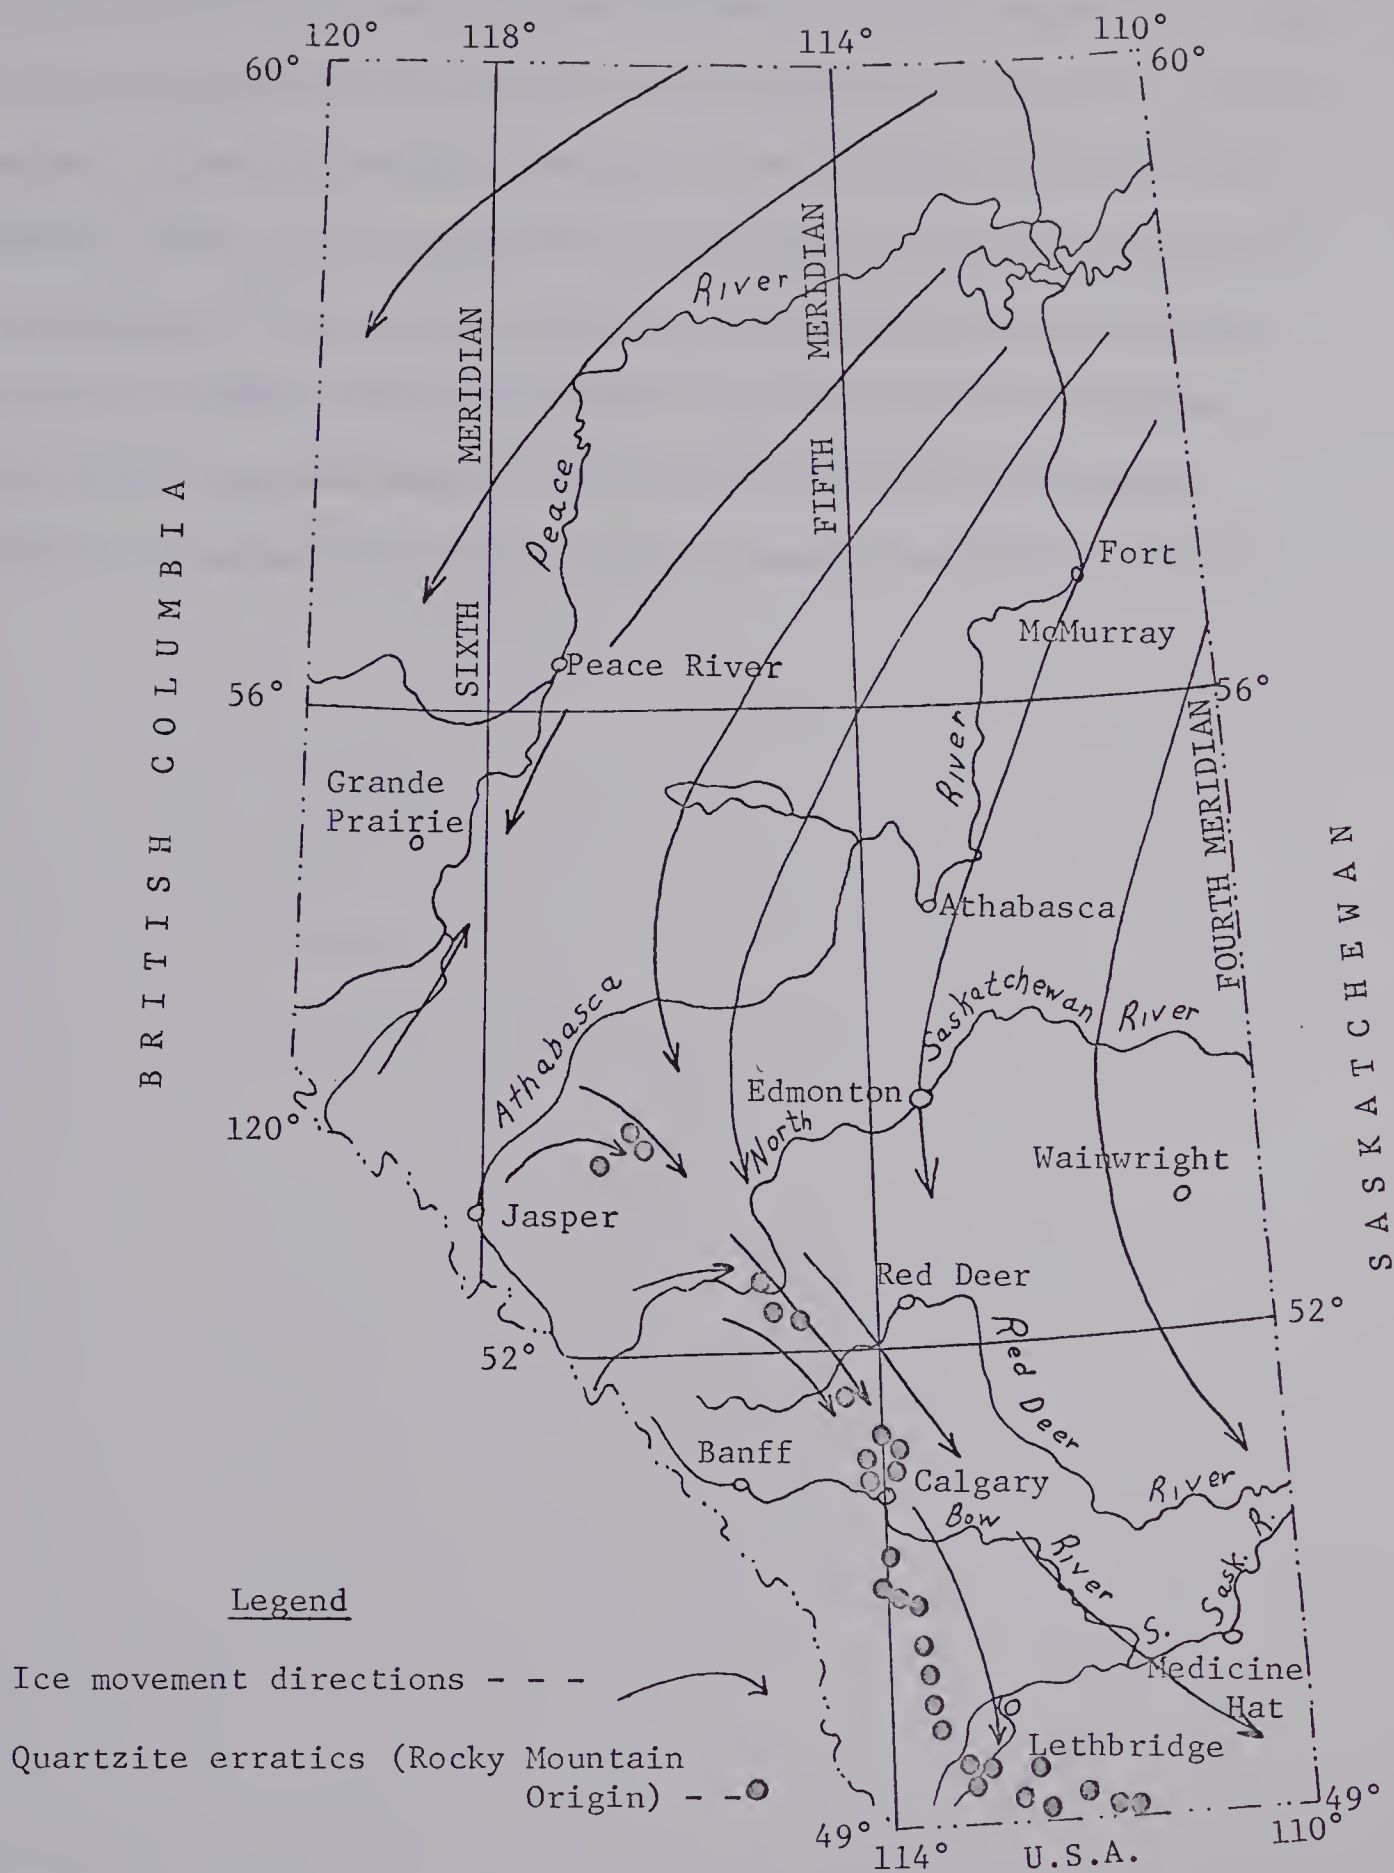 120°
118°
114°
110°
60°
60°
River
MERIDIAN
MERIDIAN
FIFTH
Peace
SIXTH
Fort
McMurray
Peace River
56°
56°
BRITISH COLUMBIA
Grande
Prairie
River
FOURTH MERIDIAN
SASKATCHEWAN
Athabasca
Athabasca
Saskatchewan
River
Edmonton
North
120°
Wainwright
Jasper
Red Deer
52°
52°
Red Deer
River
Banff
Calgary
Bow
River
S.
Sask. R.
Medicine
Hat
Lethbridge
Legend
Ice movement directions - - -
Quartzite erratics (Rocky Mountain
Origin) - -
49°
49°
114°
U.S.A.
110°